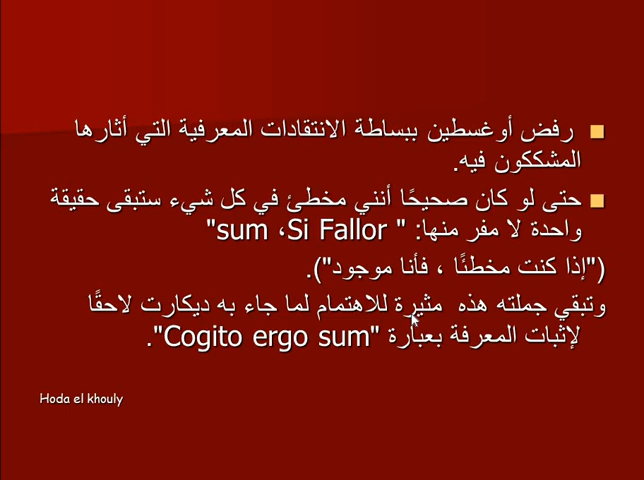 رفض أوغسطين ببساطة الانتقادات المعرفية التي أثارها
المشككون فيه.
حتى لو كان صحيحًا أنني مخطئ في كل شيء ستبقى حقيقة
واحدة لا مفر منها: " Si Fallor، sum"
("إذا كنت مخطئًا ، فأنا موجود").
وتبقي جملته هذه مثيرة للاهتمام لما جاء به ديكارت لاحقًا
لإثبات المعرفة بعبارة "Cogito ergo sum".
Hoda el khouly